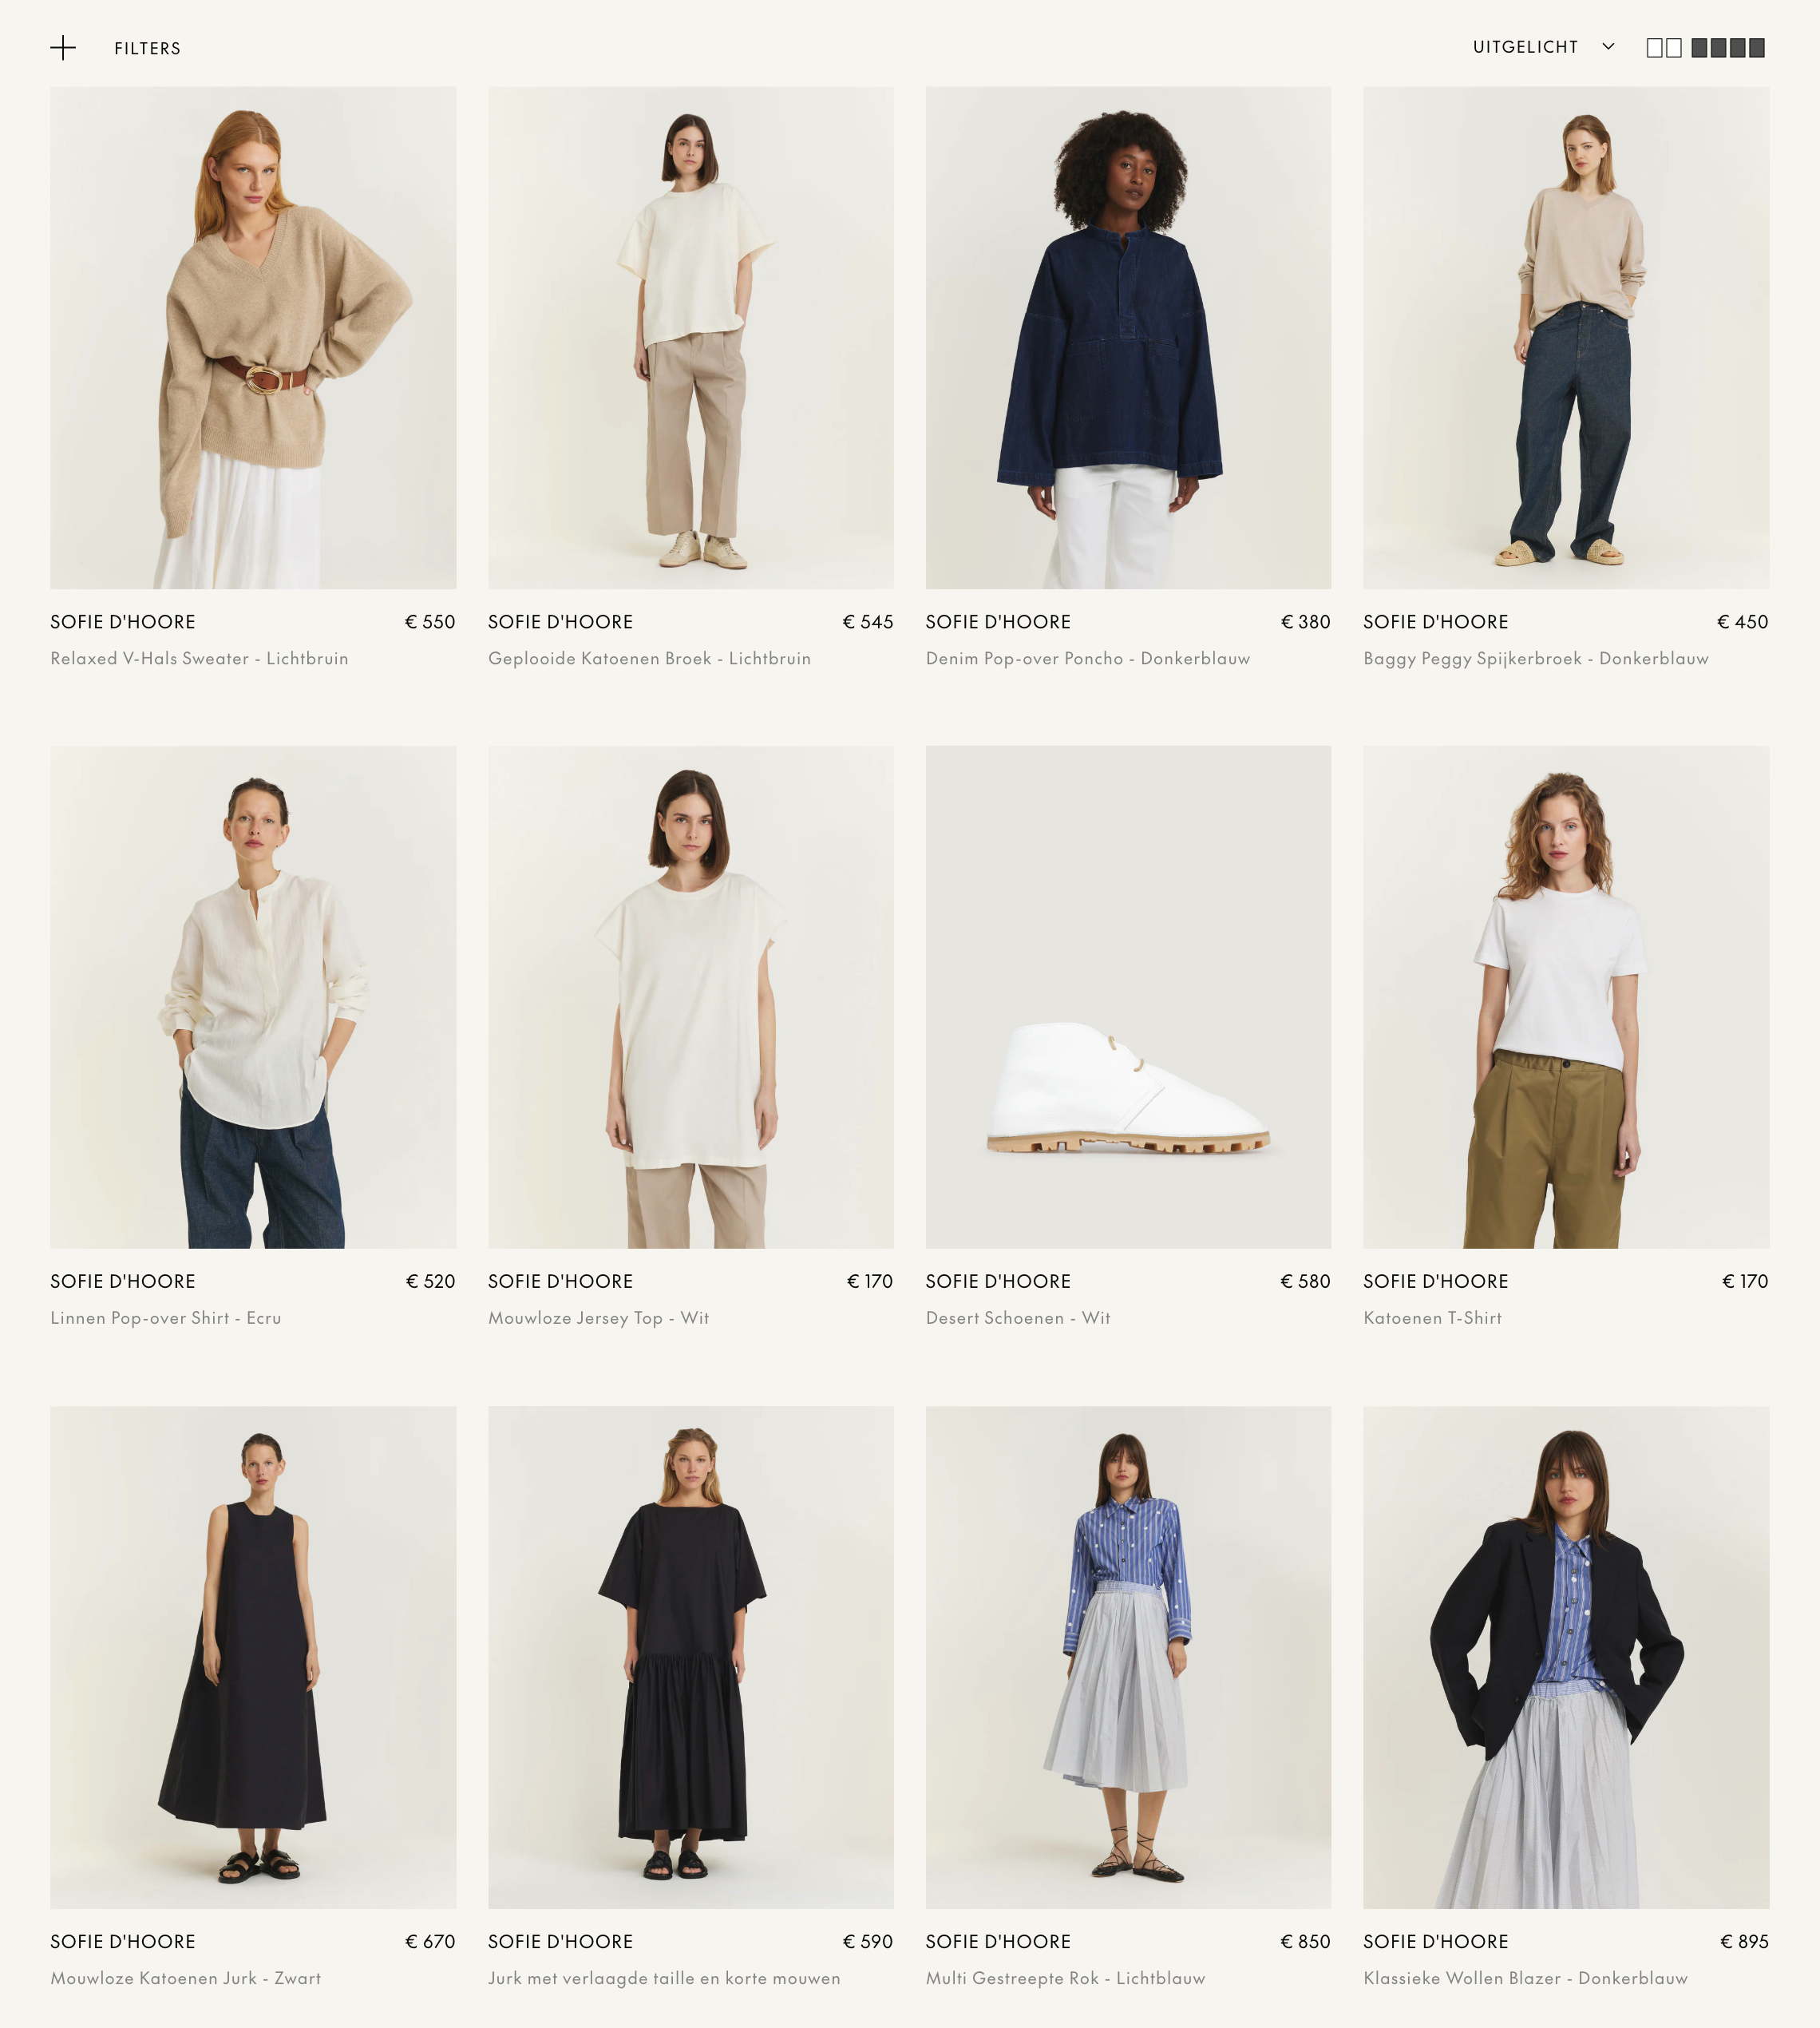 FILTERS
UITGELICHT
SOFIE D'HOORE € 550
Relaxed V-Hals Sweater - Lichtbruin
SOFIE D'HOORE € 545
Geplooide Katoenen Broek - Lichtbruin
SOFIE D'HOORE € 380
Denim Pop-over Poncho - Donkerblauw
SOFIE D'HOORE € 450
Baggy Peggy Spijkerbroek - Donkerblauw
SOFIE D'HOORE € 520
Linnen Pop-over Shirt - Ecru
SOFIE D'HOORE € 170
Mouwloze Jersey Top - Wit
SOFIE D'HOORE € 580
Desert Schoenen - Wit
SOFIE D'HOORE € 170
Katoenen T-Shirt
SOFIE D'HOORE € 670
Mouwloze Katoenen Jurk - Zwart
SOFIE D'HOORE € 590
Jurk met verlaagde taille en korte mouwen
SOFIE D'HOORE € 850
Multi Gestreepte Rok - Lichtblauw
SOFIE D'HOORE € 895
Klassieke Wollen Blazer - Donkerblauw